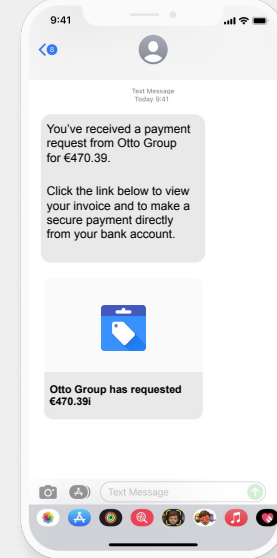 9:41
8
Text Message
Today 9:41
You've received a payment
request from Otto Group
for €470.39.
Click the link below to view
your invoice and to make a
secure payment directly
from your bank account.
Otto Group has requested
€470.39i
Text Message